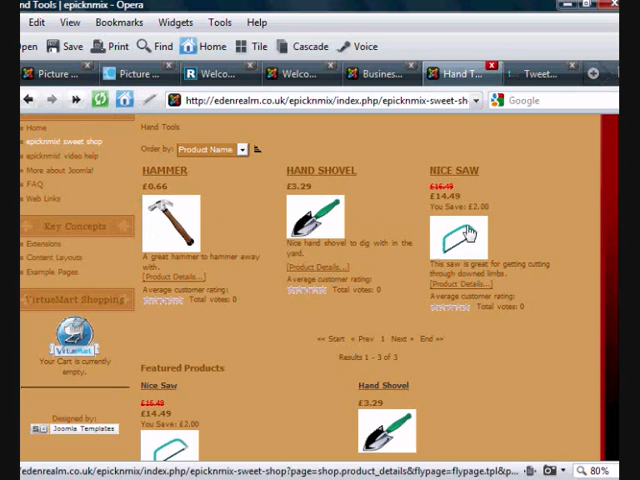 nd Tools | epicknmix - Opera
Edit View Bookmarks Widgets Tools Help
Open Save Print Find Home Tile Cascade Voice
Picture ... Picture ... Welco... Welco... Busines... Hand T... Tweet...
http://edenrealm.co.uk/epicknmix/index.php/epicknmix-sweet-sh Google
Home
epicknmix! sweet shop
epicknmix! video help
More about Joomla!
FAQ
Web Links
Key Concepts
Extensions
Content Layouts
Example Pages
VirtueMart Shopping
VirtueMart
Your Cart is currently
empty.
Designed by:
SiG Joomla Templates
Hand Tools
Order by: Product Name
HAMMER
£0.66
A great hammer to hammer away
with.
[Product Details...]
Average customer rating:
Total votes: 0
HAND SHOVEL
£3.29
Nice hand shovel to dig with in the
yard.
[Product Details...]
Average customer rating:
Total votes: 0
NICE SAW
£16.49
£14.49
You Save: £2.00
This saw is great for getting cutting
through downed limbs.
[Product Details...]
Average customer rating:
Total votes: 0
<< Start < Prev 1 Next > End >>
Results 1 - 3 of 3
Featured Products
Nice Saw
£16.49
£14.49
You Save: £2.00
Hand Shovel
£3.29
/edenrealm.co.uk/epicknmix/index.php/epicknmix-sweet-shop?page=shop.product_details&flypage=flypage.tpl&p... 80%